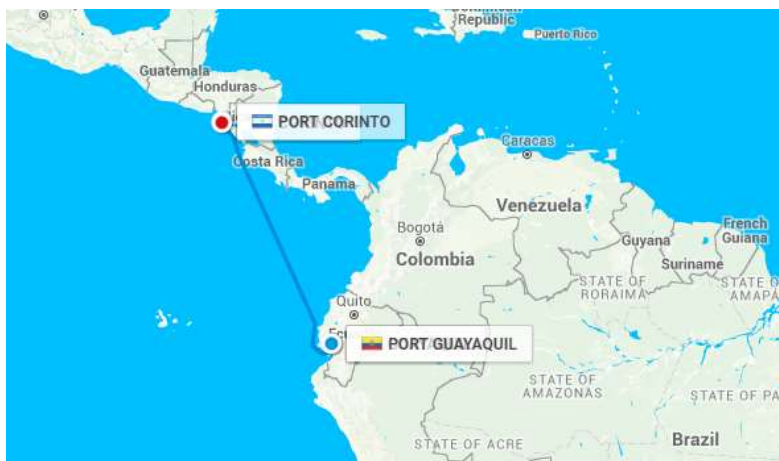 Dominican
Republic
Puerto Rico
Guatemala
Honduras
PORT CORINTO
Costa Rica
Panama
Caracas
Venezuela
Bogotá
Colombia
Guyana
Suriname
French
Guiana
STATE OF
RORAIMA
STATE OF
AMAPÁ
Quito
PORT GUAYAQUIL
STATE OF
AMAZONAS
STATE OF PA
STATE OF ACRE
Brazil